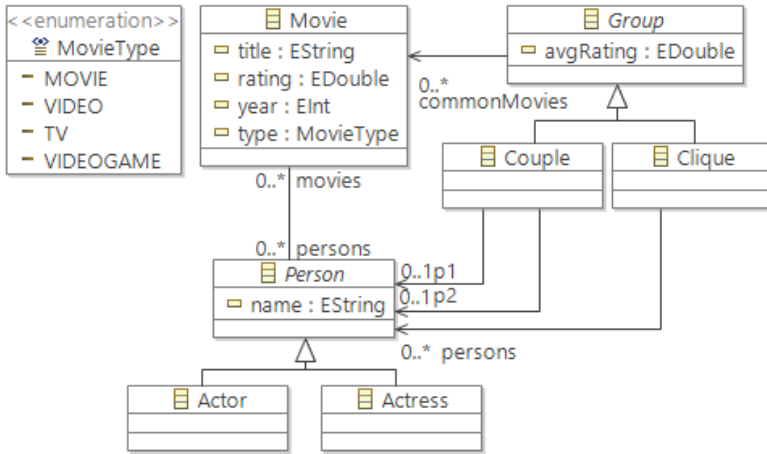 <<enumeration>>
MovieType
MOVIE
VIDEO
TV
VIDEOGAME
Movie
title : EString
rating : EDouble
year : EInt
type : MovieType
Group
avgRating : EDouble
0..*
commonMovies
Couple
Clique
0..* movies
0..* persons
Person
name : EString
0..1p1
0..1p2
0..* persons
Actor
Actress